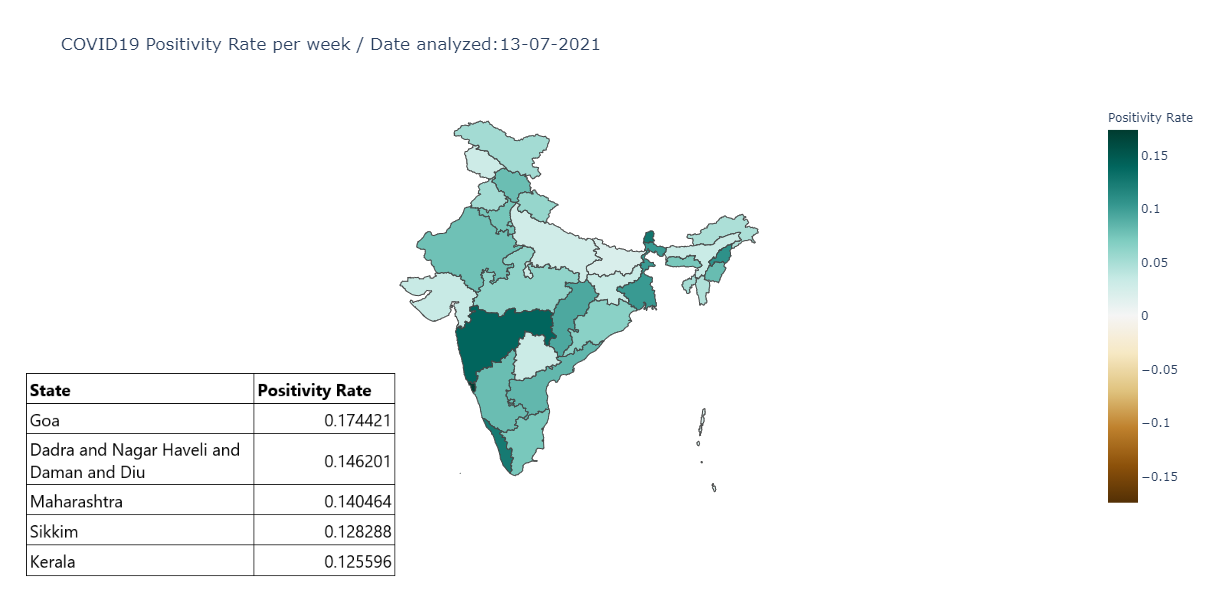 COVID19 Positivity Rate per week / Date analyzed:13-07-2021
Positivity Rate
0.15
0.1
0.05
0
−0.05
−0.1
−0.15
State Positivity Rate
Goa 0.174421
Dadra and Nagar Haveli and
Daman and Diu 0.146201
Maharashtra 0.140464
Sikkim 0.128288
Kerala 0.125596